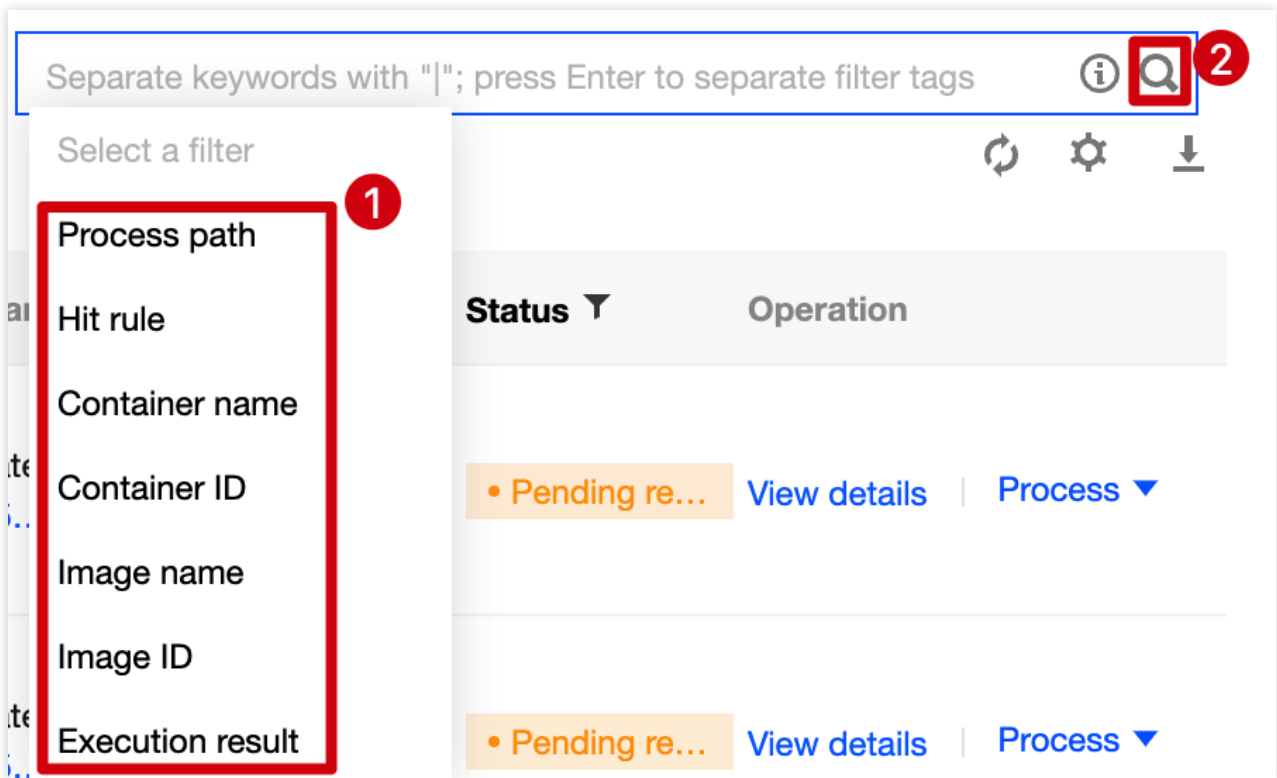 Separate keywords with "|"; press Enter to separate filter tags
2
Select a filter
1
Process path
Hit rule
Status
Operation
Container name
Container ID
Pending re...
View details
Process
Image name
Image ID
Execution result
Pending re...
View details
Process